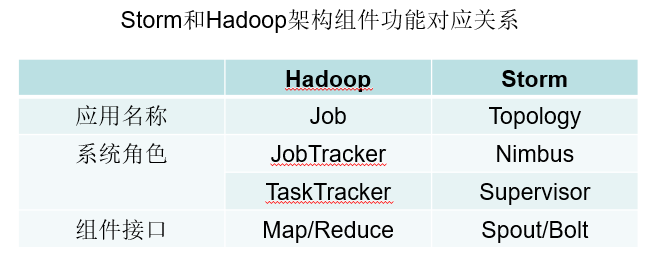 Storm和Hadoop架构组件功能对应关系
Hadoop Storm
应用名称 Job Topology
系统角色 JobTracker Nimbus
TaskTracker Supervisor
组件接口 Map/Reduce Spout/Bolt